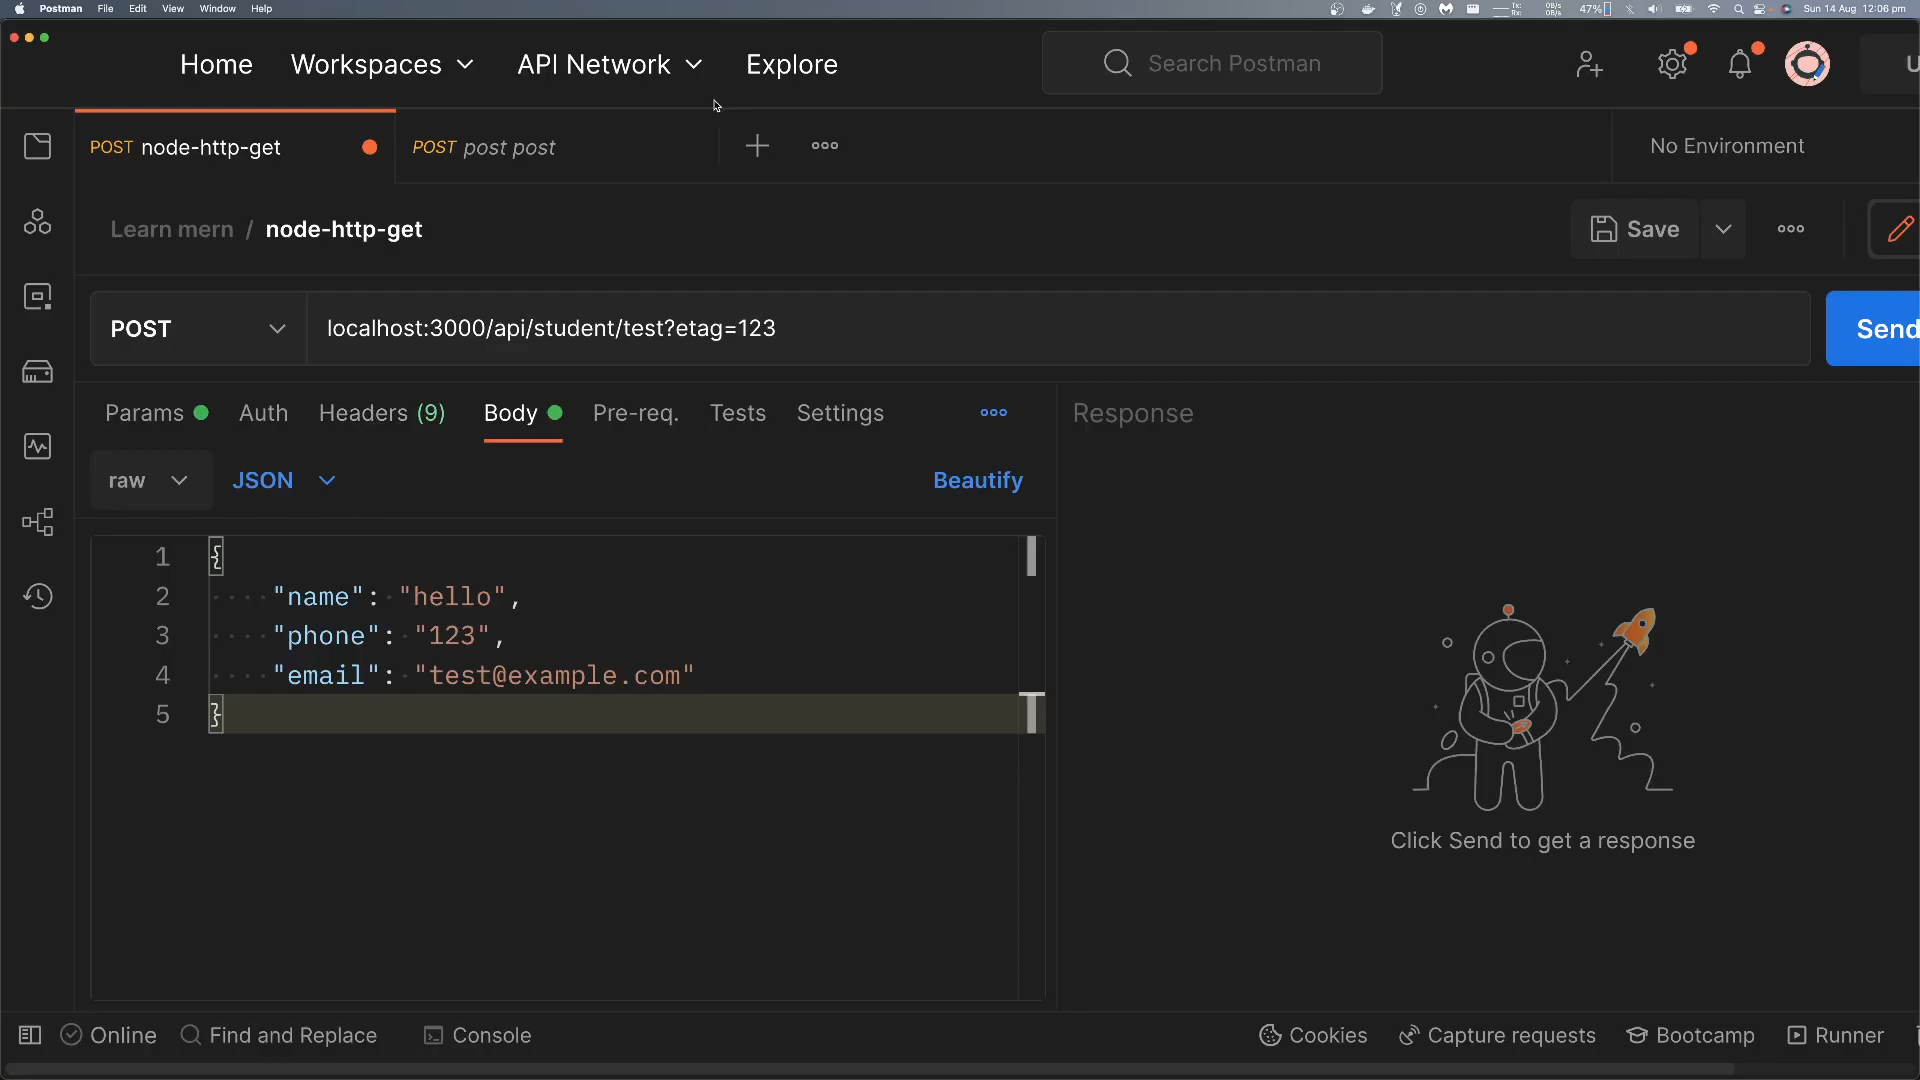 Postman File Edit View Window Help
47% Sun 14 Aug 12:06 pm
Home Workspaces API Network Explore Search Postman
POST node-http-get POST post post No Environment
Learn mern / node-http-get Save
POST localhost:3000/api/student/test?etag=123 Send
Params Auth Headers (9) Body Pre-req. Tests Settings Response
raw JSON Beautify
1 {
2 "name": "hello",
3 "phone": "123",
4 "email": "test@example.com"
5 }
Click Send to get a response
Online Find and Replace Console Cookies Capture requests Bootcamp Runner